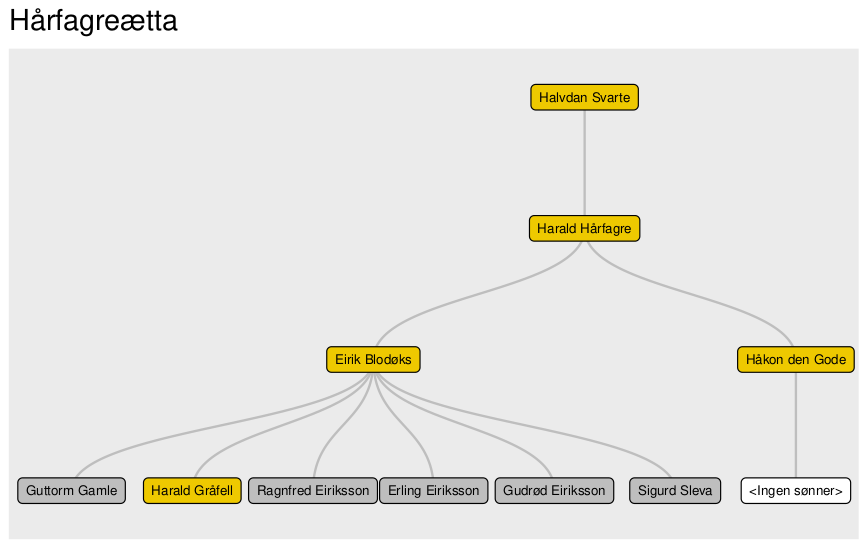 Hårfagreætta
Halvdan Svarte
Harald Hårfagre
Eirik Blodøks
Håkon den Gode
Guttorm Gamle
Harald Gråfell
Ragnfred Eiriksson
Erling Eiriksson
Gudrød Eiriksson
Sigurd Sleva
<Ingen sønner>